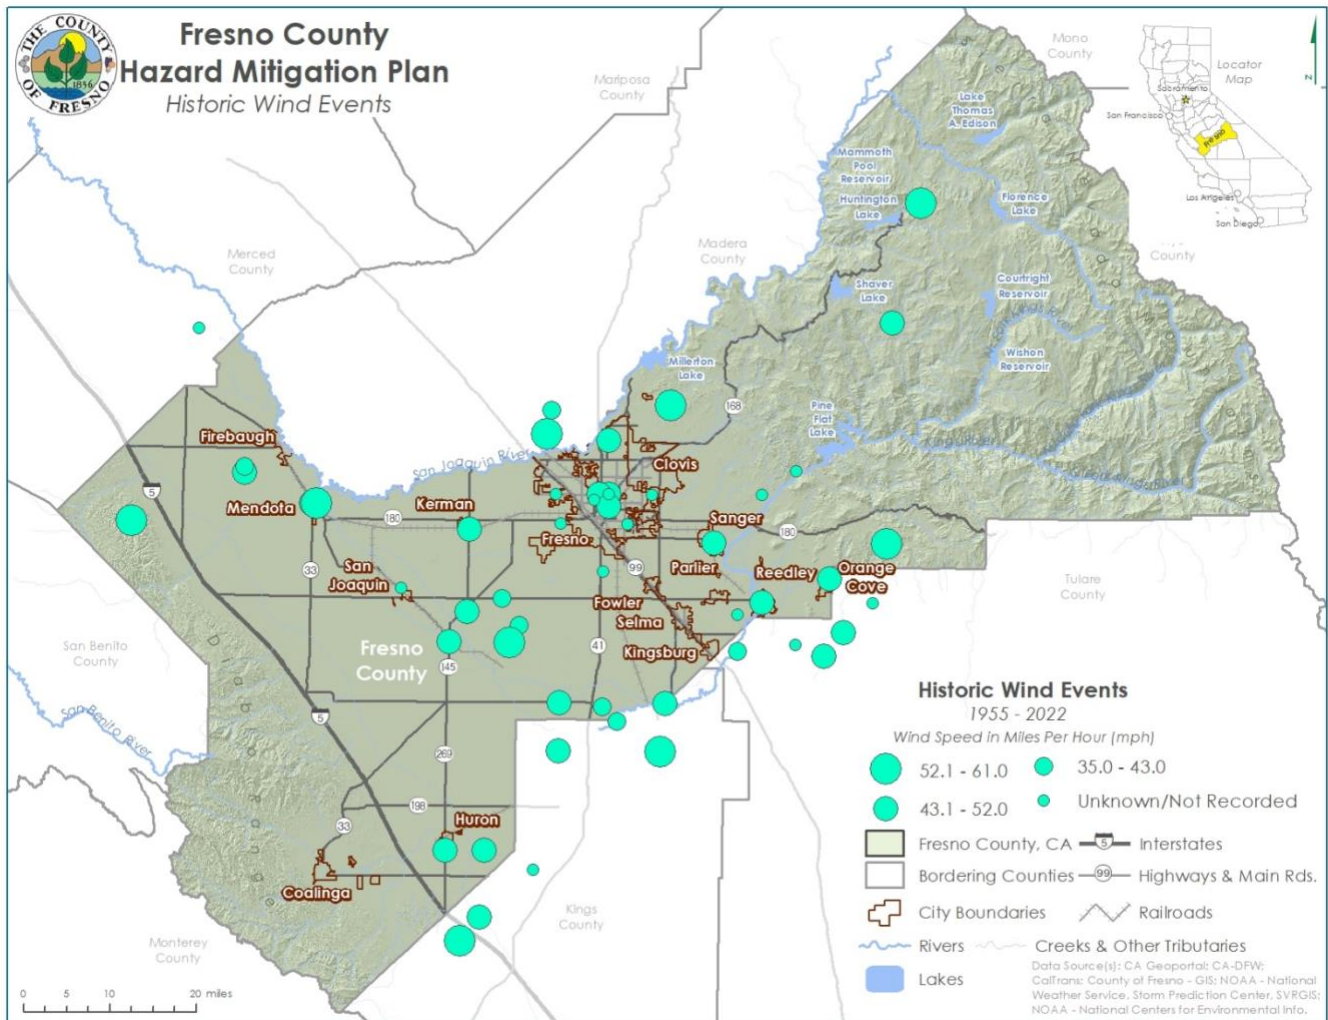 THE COUNTY
OF FRESNO
1856
Fresno County
Hazard Mitigation Plan
Historic Wind Events
Mono
County
Locator
Map
N
Sacramento
San Francisco
Fresno
Los Angeles
San Diego
Mariposa
County
Lake
Thomas
A. Edison
Mammoth
Pool
Reservoir
Huntington
Lake
Florence
Lake
Merced
County
Madera
County
County
Shaver
Lake
Courtright
Reservoir
Wishon
Reservoir
Millerton
Lake
168
Pine
Flat
Lake
Kings River
Firebaugh
San Joaquin River
Clovis
5
Mendota
Kerman
180
Sanger
180
Fresno
San
Joaquin
33
99
Parlier
Reedley
Orange
Cove
Tulare
County
Fowler
Selma
Kingsburg
41
San Benito
County
Fresno
County
145
San Benito River
5
269
198
33
Huron
Coalinga
Kings
County
Monterey
County
0 5 10 20 miles
Historic Wind Events
1955 - 2022
Wind Speed in Miles Per Hour (mph)
52.1 - 61.0
35.0 - 43.0
43.1 - 52.0
Unknown/Not Recorded
Fresno County, CA
5
Interstates
Bordering Counties
99
Highways & Main Rds.
City Boundaries
Railroads
Rivers
Creeks & Other Tributaries
Lakes
Data Source(s): CA Geoportal; CA-DFW;
CalTrans; County of Fresno - GIS; NOAA - National
Weather Service, Storm Prediction Center, SVRGIS;
NOAA - National Centers for Environmental Info.